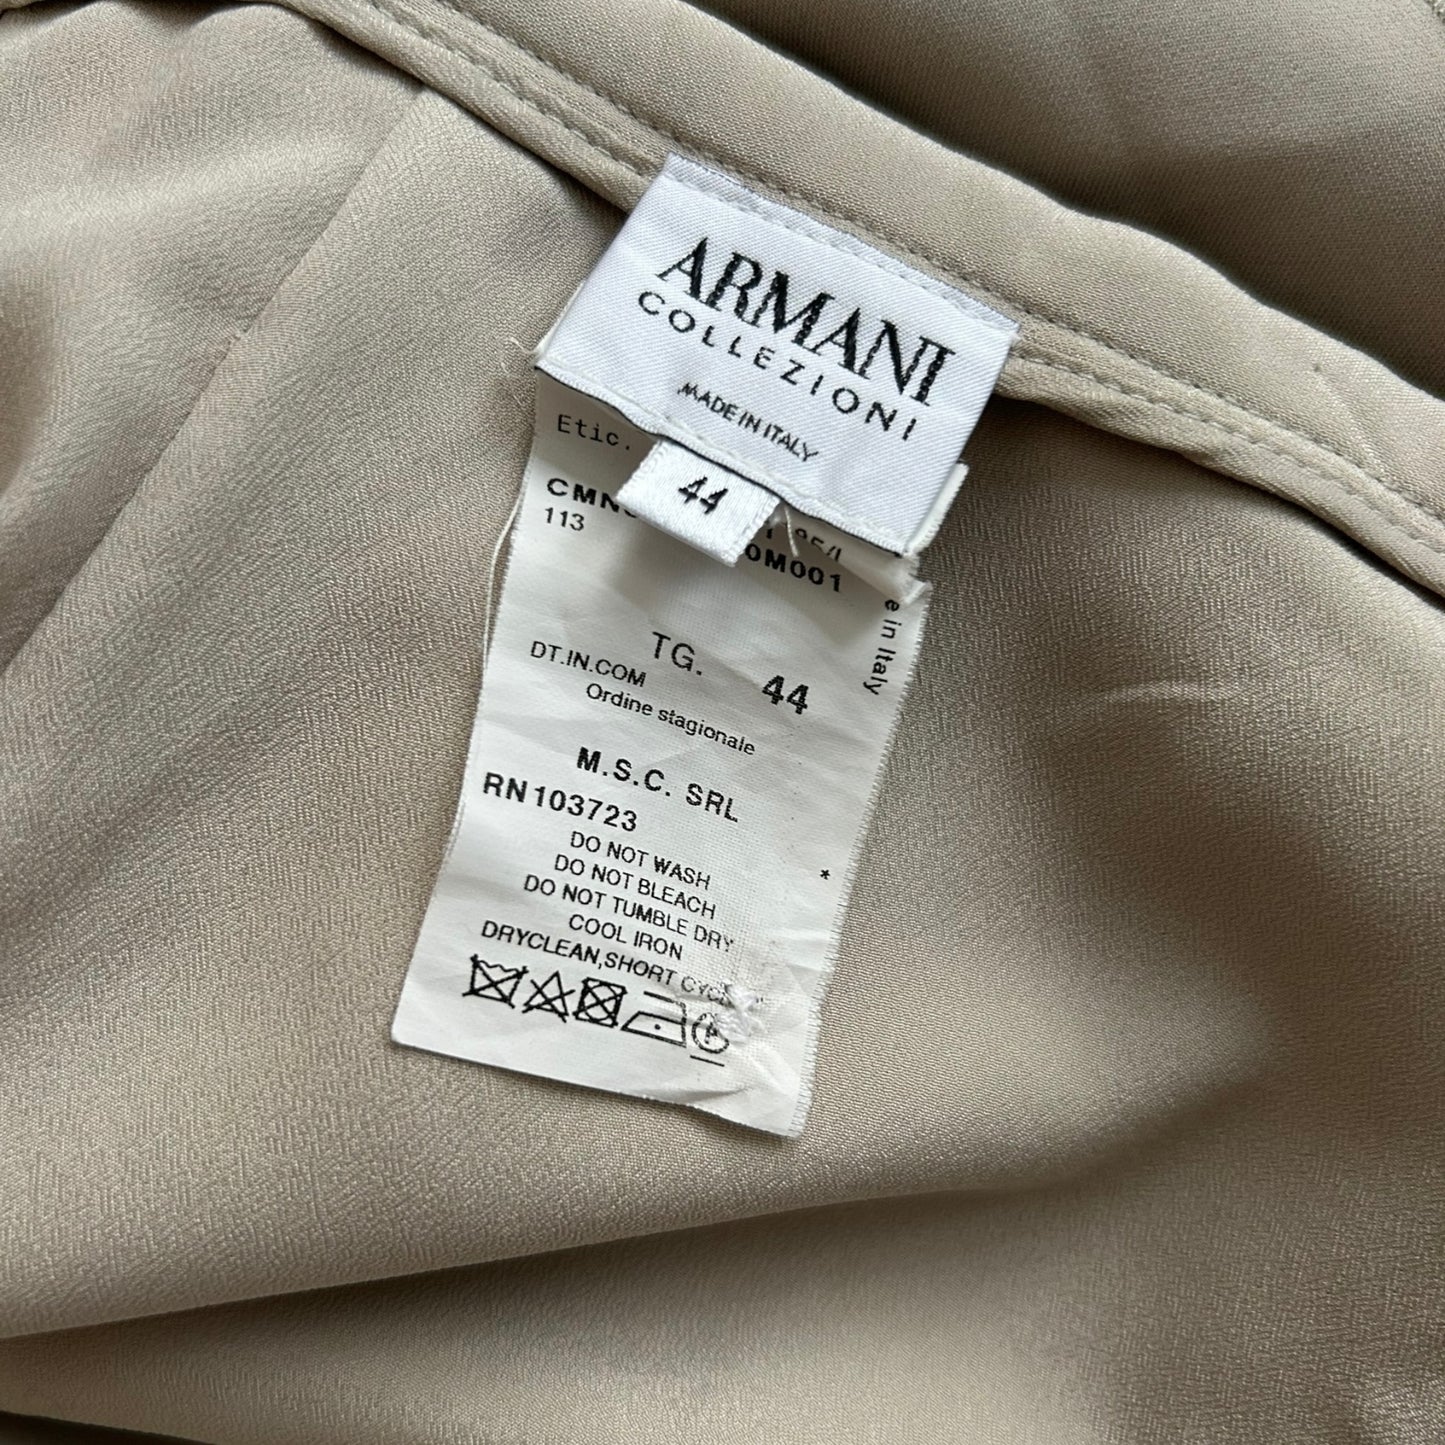 ARMANI
COLLEZIONI
MADE IN ITALY
44
Etic.
CMN
0M001
113
e in Italy
TG. 44
DT.IN.COM
Ordine stagionale
M.S.C. SRL
RN103723
DO NOT WASH
DO NOT BLEACH *
DO NOT TUMBLE DRY
COOL IRON
DRYCLEAN,SHORT CYCLE
P